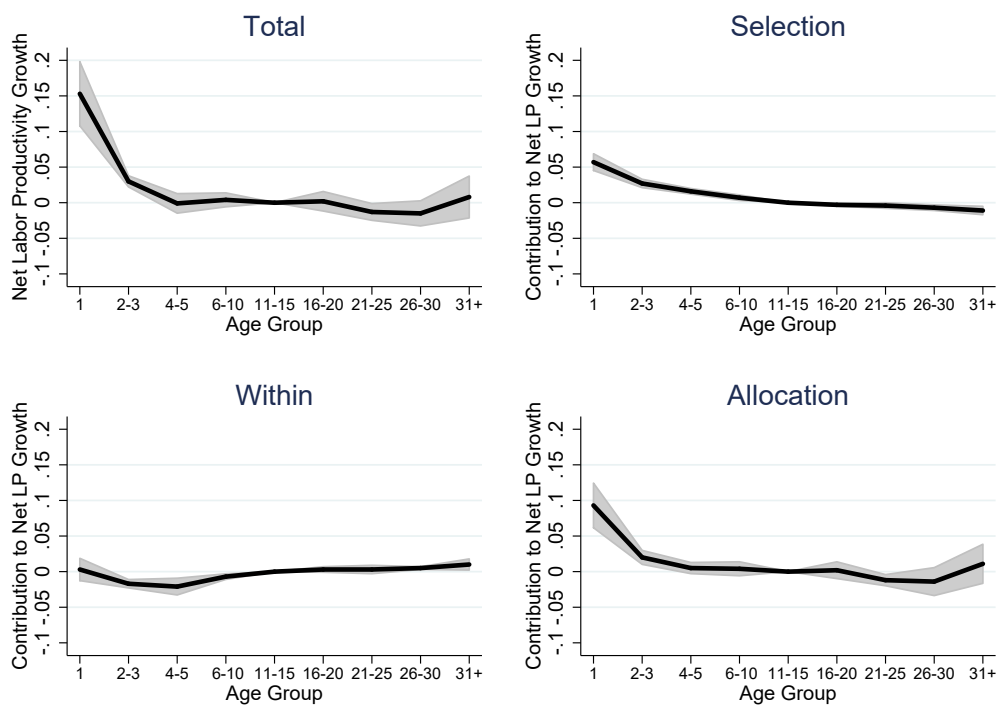 Total
Net Labor Productivity Growth
.2
.15
.1
.05
0
-.05
-.1
1 2-3 4-5 6-10 11-15 16-20 21-25 26-30 31+
Age Group
Selection
Contribution to Net LP Growth
.2
.15
.1
.05
0
-.05
-.1
1 2-3 4-5 6-10 11-15 16-20 21-25 26-30 31+
Age Group
Within
Contribution to Net LP Growth
.2
.15
.1
.05
0
-.05
-.1
1 2-3 4-5 6-10 11-15 16-20 21-25 26-30 31+
Age Group
Allocation
Contribution to Net LP Growth
.2
.15
.1
.05
0
-.05
-.1
1 2-3 4-5 6-10 11-15 16-20 21-25 26-30 31+
Age Group